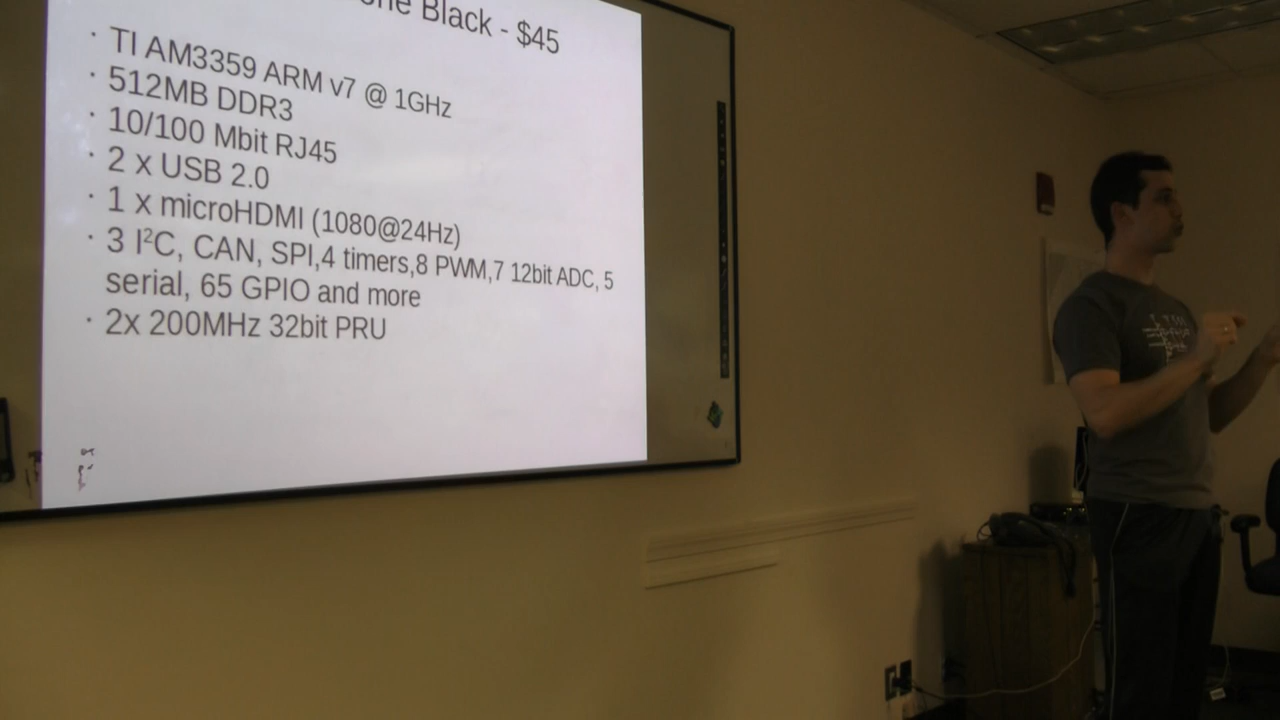 Black - $45
· TI AM3359 ARM v7 @ 1GHz
· 512MB DDR3
· 10/100 Mbit RJ45
· 2 x USB 2.0
· 1 x microHDMI (1080@24Hz)
· 3 I²C, CAN, SPI,4 timers,8 PWM,7 12bit ADC, 5
serial, 65 GPIO and more
· 2x 200MHz 32bit PRU